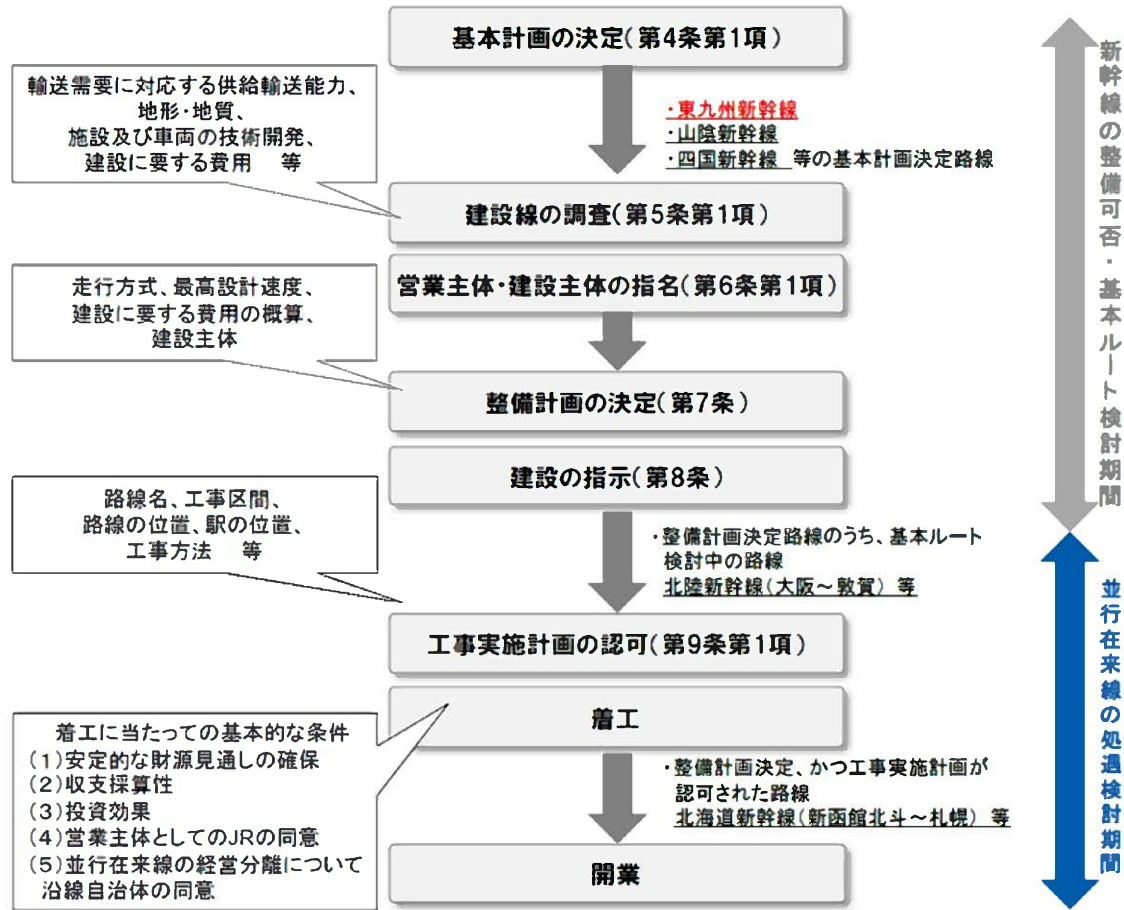 基本計画の決定(第4条第1項)
輸送需要に対応する供給輸送能力、
地形・地質、
施設及び車両の技術開発、
建設に要する費用　等
・東九州新幹線
・山陰新幹線
・四国新幹線 等の基本計画決定路線
建設線の調査(第5条第1項)
営業主体・建設主体の指名(第6条第1項)
走行方式、最高設計速度、
建設に要する費用の概算、
建設主体
整備計画の決定(第7条)
建設の指示(第8条)
路線名、工事区間、
路線の位置、駅の位置、
工事方法　等
・整備計画決定路線のうち、基本ルート
検討中の路線
北陸新幹線(大阪～敦賀) 等
工事実施計画の認可(第9条第1項)
着工
着工に当たっての基本的な条件
(1)安定的な財源見通しの確保
(2)収支採算性
(3)投資効果
(4)営業主体としてのJRの同意
(5)並行在来線の経営分離について
沿線自治体の同意
・整備計画決定、かつ工事実施計画が
認可された路線
北海道新幹線(新函館北斗～札幌) 等
開業
新幹線の整備可否・基本ルート検討期間
並行在来線の処遇検討期間